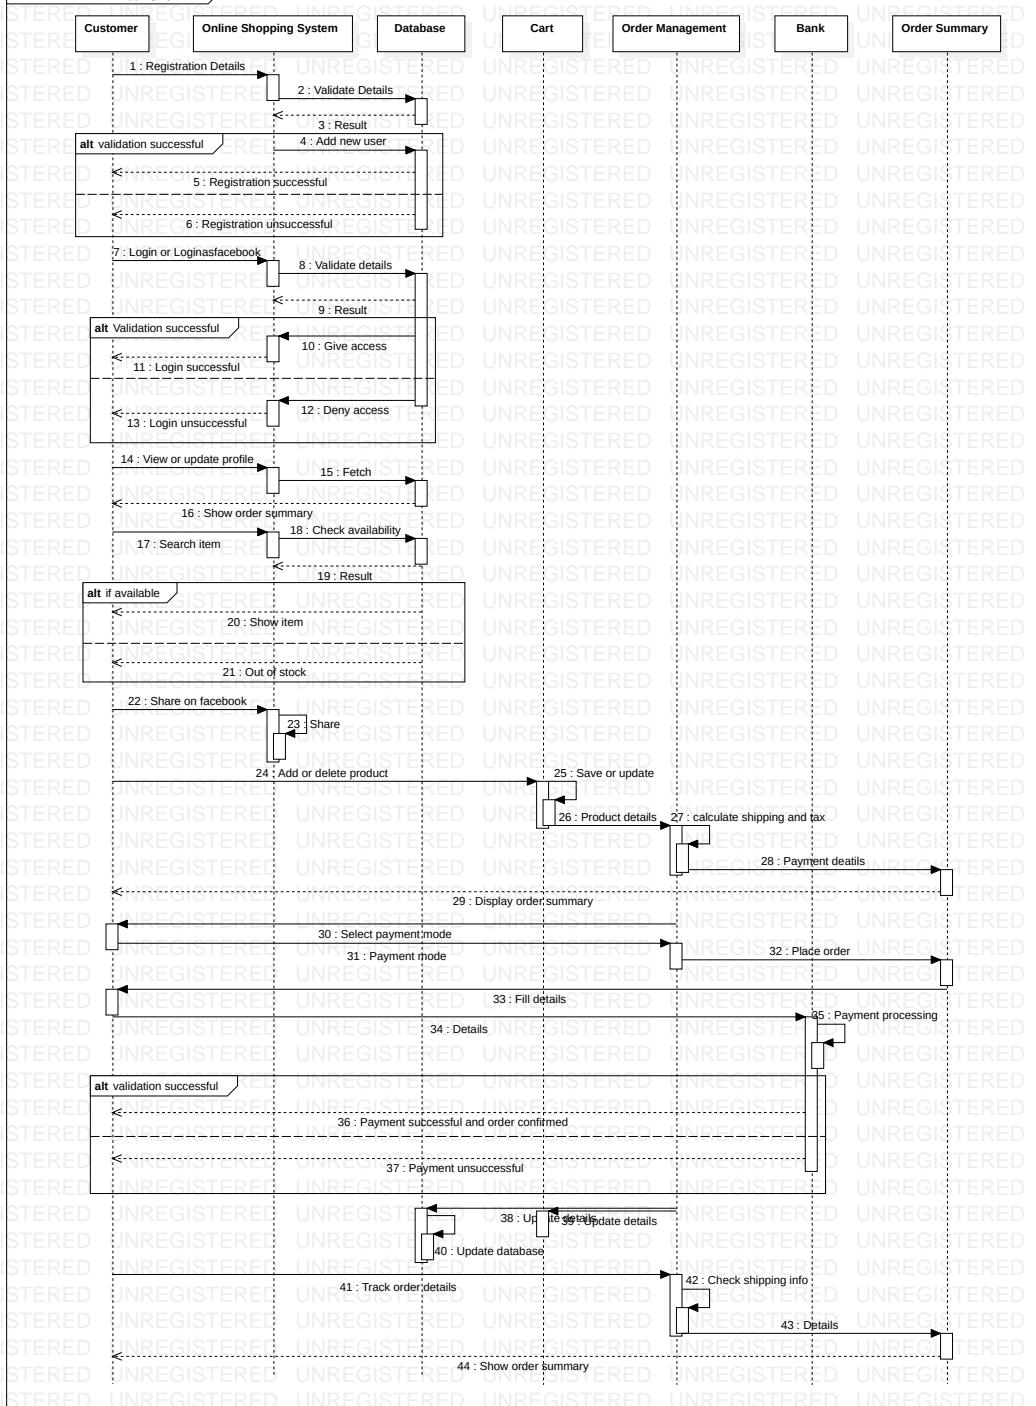 Customer
Online Shopping System
Database
Cart
Order Management
Bank
Order Summary
1 : Registration Details
2 : Validate Details
3 : Result
alt validation successful
4 : Add new user
5 : Registration successful
6 : Registration unsuccessful
7 : Login or Loginasfacebook
8 : Validate details
9 : Result
alt Validation successful
10 : Give access
11 : Login successful
12 : Deny access
13 : Login unsuccessful
14 : View or update profile
15 : Fetch
16 : Show order summary
17 : Search item
18 : Check availability
19 : Result
alt if available
20 : Show item
21 : Out of stock
22 : Share on facebook
23 : Share
24 : Add or delete product
25 : Save or update
26 : Product details
27 : calculate shipping and tax
28 : Payment deatils
29 : Display order summary
30 : Select payment mode
31 : Payment mode
32 : Place order
33 : Fill details
34 : Details
35 : Payment processing
alt validation successful
36 : Payment successful and order confirmed
37 : Payment unsuccessful
38 : Update details
39 : Update details
40 : Update database
41 : Track order details
42 : Check shipping info
43 : Details
44 : Show order summary
UNREGISTERED